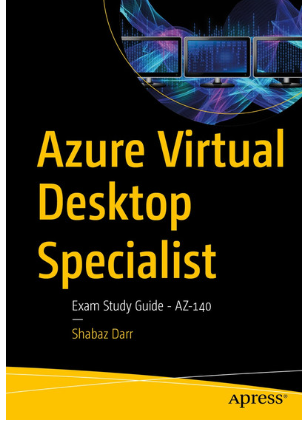 Azure Virtual
Desktop
Specialist
Exam Study Guide - AZ-140
Shabaz Darr
Apress®